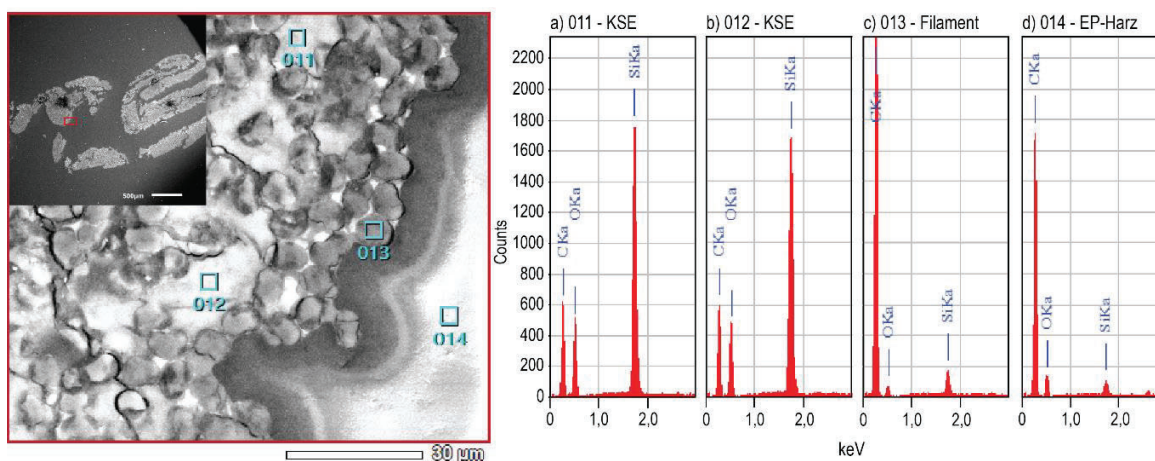 500µm
011
012
013
014
30 µm
a) 011 - KSE
b) 012 - KSE
c) 013 - Filament
d) 014 - EP-Harz
Counts
2200
2000
1800
1600
1400
1200
1000
800
600
400
200
0
CKa
OKa
SiKa
CKa
OKa
SiKa
CKa
OKa
SiKa
CKa
OKa
SiKa
0 1,0 2,0
0 1,0 2,0
0 1,0 2,0
0 1,0 2,0
keV